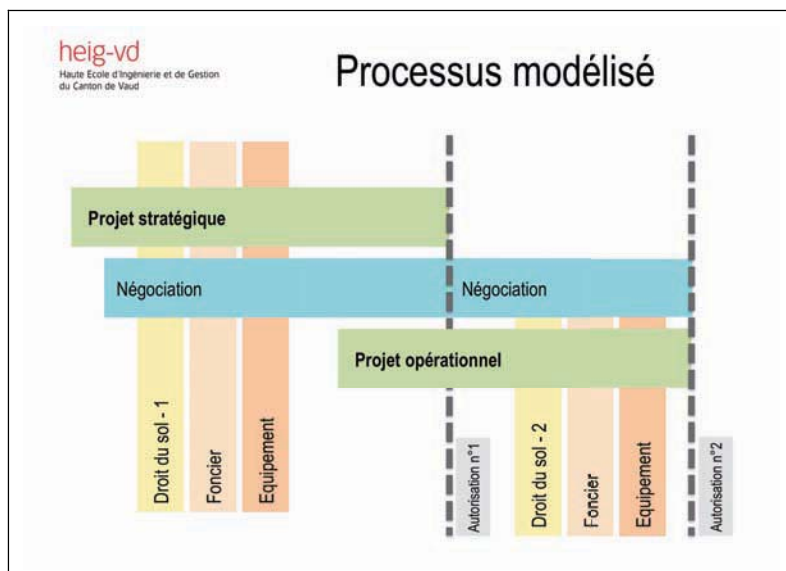 heig-vd
Haute Ecole d'Ingénierie et de Gestion
du Canton de Vaud
Processus modélisé
Projet stratégique
Négociation
Négociation
Projet opérationnel
Droit du sol - 1
Foncier
Equipement
Autorisation n°1
Droit du sol - 2
Foncier
Equipement
Autorisation n°2